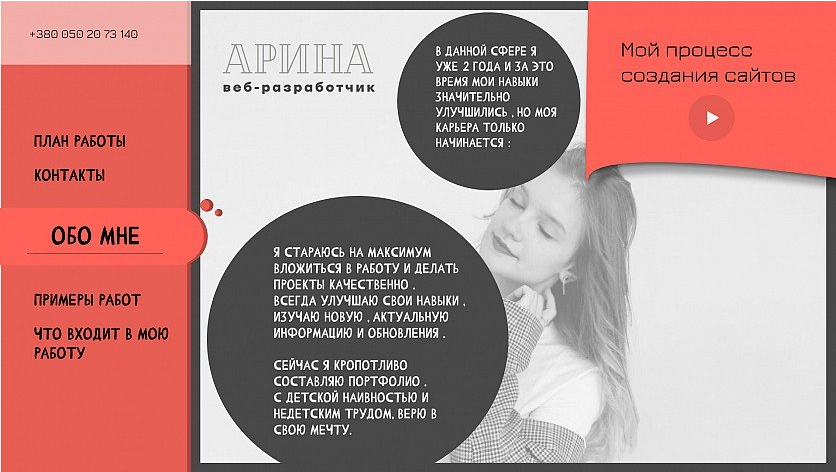 +380 050 20 73 140
ПЛАН РАБОТЫ
КОНТАКТЫ
ОБО МНЕ
ПРИМЕРЫ РАБОТ
ЧТО ВХОДИТ В МОЮ
РАБОТУ
АРИНА
веб-разработчик
В ДАННОЙ СФЕРЕ Я
УЖЕ 2 ГОДА И ЗА ЭТО
ВРЕМЯ МОИ НАВЫКИ
ЗНАЧИТЕЛЬНО
УЛУЧШИЛИСЬ , НО МОЯ
КАРЬЕРА ТОЛЬКО
НАЧИНАЕТСЯ :
Мой процесс
создания сайтов
Я СТАРАЮСЬ НА МАКСИМУМ
ВЛОЖИТЬСЯ В РАБОТУ И ДЕЛАТЬ
ПРОЕКТЫ КАЧЕСТВЕННО .
ВСЕГДА УЛУЧШАЮ СВОИ НАВЫКИ ,
ИЗУЧАЮ НОВУЮ , АКТУАЛЬНУЮ
ИНФОРМАЦИЮ И ОБНОВЛЕНИЯ .
СЕЙЧАС Я КРОПОТЛИВО
СОСТАВЛЯЮ ПОРТФОЛИО .
С ДЕТСКОЙ НАИВНОСТЬЮ И
НЕДЕТСКИМ ТРУДОМ, ВЕРЮ В
СВОЮ МЕЧТУ.